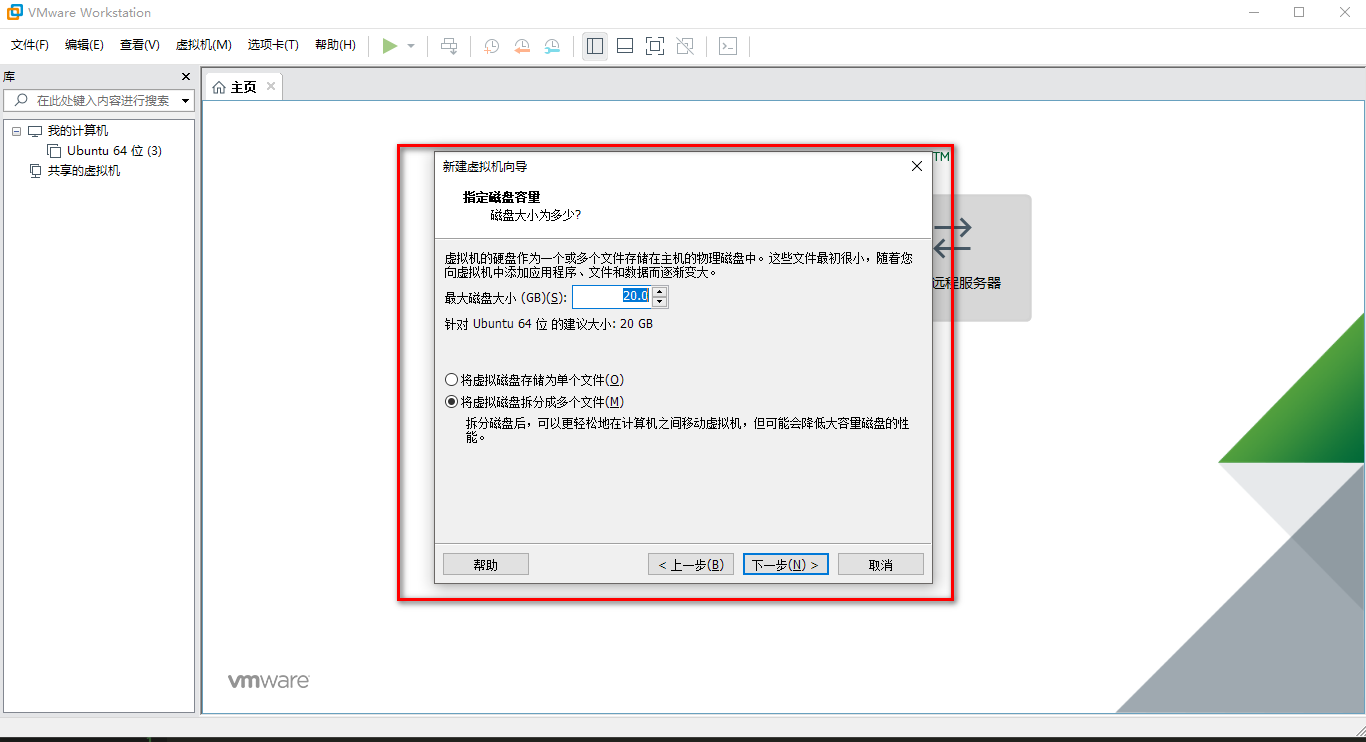 VMware Workstation
文件(F) 编辑(E) 查看(V) 虚拟机(M) 选项卡(T) 帮助(H)
库
在此处键入内容进行搜索
我的计算机
Ubuntu 64 位 (3)
共享的虚拟机
主页
TM
远程服务器
新建虚拟机向导
指定磁盘容量
磁盘大小为多少?
虚拟机的硬盘作为一个或多个文件存储在主机的物理磁盘中。这些文件最初很小，随着您
向虚拟机中添加应用程序、文件和数据而逐渐变大。
最大磁盘大小 (GB)(S): 20.0
针对 Ubuntu 64 位 的建议大小: 20 GB
将虚拟磁盘存储为单个文件(O)
将虚拟磁盘拆分成多个文件(M)
拆分磁盘后，可以更轻松地在计算机之间移动虚拟机，但可能会降低大容量磁盘的性
能。
帮助 < 上一步(B) 下一步(N) > 取消
vmware